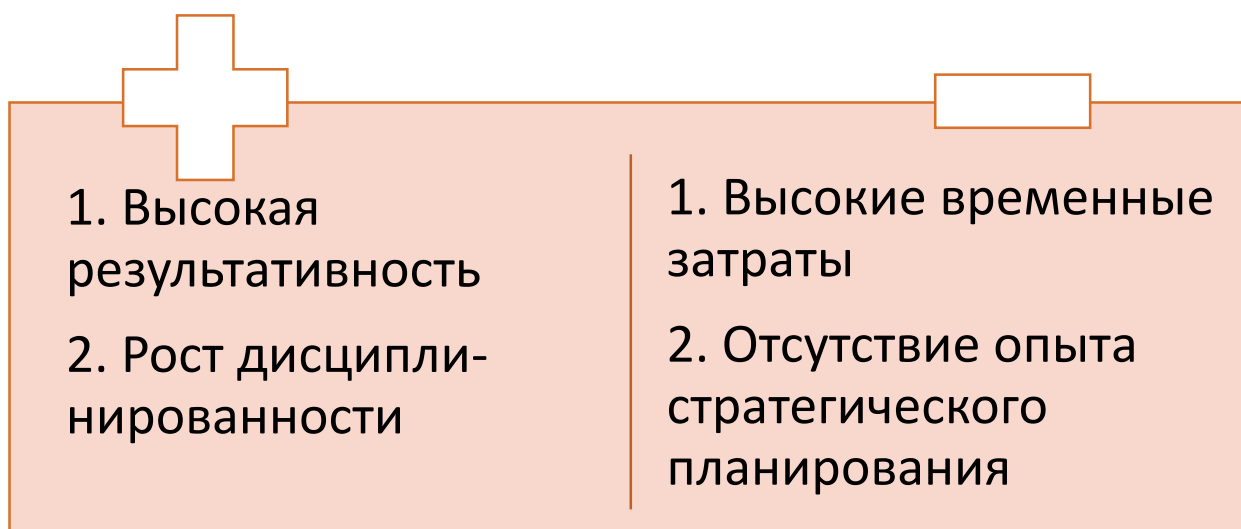 1. Высокая
результативность
2. Рост дисципли-
нированности
1. Высокие временные
затраты
2. Отсутствие опыта
стратегического
планирования